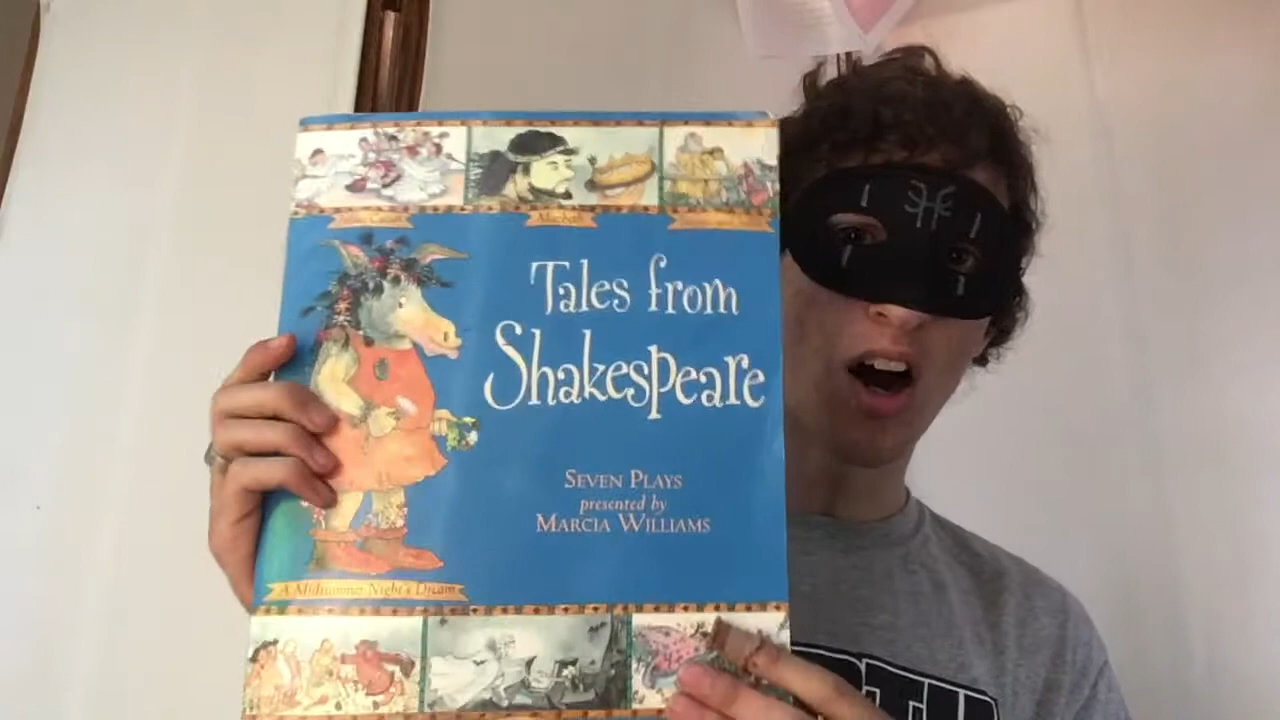 Macbeth
Tales from
Shakespeare
SEVEN PLAYS
presented by
MARCIA WILLIAMS
A Midsummer Night's Dream